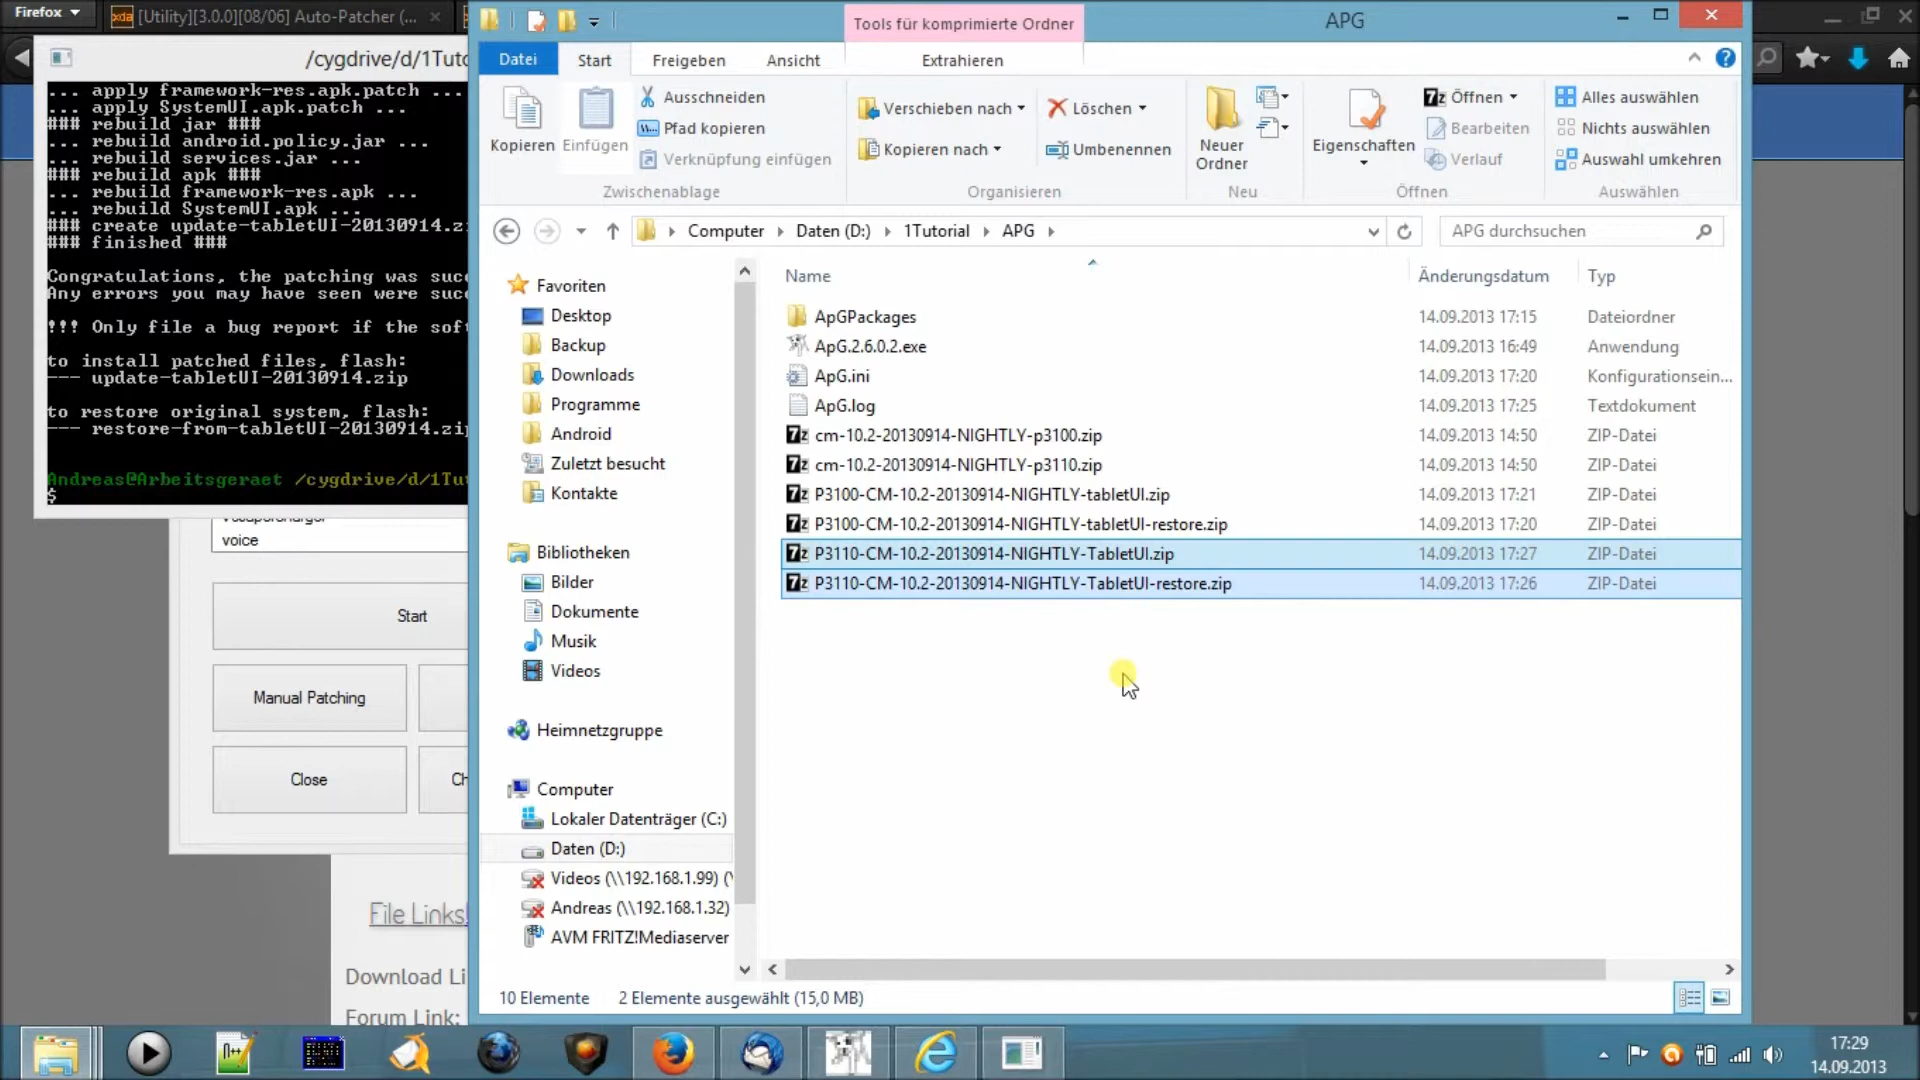 Firefox
[Utility][3.0.0][08/06] Auto-Patcher (...
/cygdrive/d/1Tuto
... apply framework-res.apk.patch ...
... apply SystemUI.apk.patch ...
### rebuild jar ###
... rebuild android.policy.jar ...
... rebuild services.jar ...
### rebuild apk ###
... rebuild framework-res.apk ...
... rebuild SystemUI.apk ...
### create update-tabletUI-20130914.z
### finished ###
Congratulations, the patching was suc
Any errors you may have seen were suc
!!! Only file a bug report if the sof
to install patched files, flash:
--- update-tabletUI-20130914.zip
to restore original system, flash:
--- restore-from-tabletUI-20130914.zip
Andreas@Arbeitsgeraet /cygdrive/d/1Tu
$
voice
Start
Manual Patching
Close
Ch
File Links
Download Li
Forum Link:
Tools für komprimierte Ordner
APG
Datei
Start
Freigeben
Ansicht
Extrahieren
Kopieren
Einfügen
Ausschneiden
Pfad kopieren
Verknüpfung einfügen
Zwischenablage
Verschieben nach
Kopieren nach
Löschen
Umbenennen
Organisieren
Neuer
Ordner
Neu
Eigenschaften
Öffnen
Bearbeiten
Verlauf
Öffnen
Alles auswählen
Nichts auswählen
Auswahl umkehren
Auswählen
Computer
Daten (D:)
1Tutorial
APG
APG durchsuchen
Favoriten
Desktop
Backup
Downloads
Programme
Android
Zuletzt besucht
Kontakte
Bibliotheken
Bilder
Dokumente
Musik
Videos
Heimnetzgruppe
Computer
Lokaler Datenträger (C:)
Daten (D:)
Videos (\\192.168.1.99) (
Andreas (\\192.168.1.32)
AVM FRITZ!Mediaserver
Name Änderungsdatum Typ
ApGPackages 14.09.2013 17:15 Dateiordner
ApG.2.6.0.2.exe 14.09.2013 16:49 Anwendung
ApG.ini 14.09.2013 17:20 Konfigurationsein...
ApG.log 14.09.2013 17:25 Textdokument
cm-10.2-20130914-NIGHTLY-p3100.zip 14.09.2013 14:50 ZIP-Datei
cm-10.2-20130914-NIGHTLY-p3110.zip 14.09.2013 14:50 ZIP-Datei
P3100-CM-10.2-20130914-NIGHTLY-tabletUI.zip 14.09.2013 17:21 ZIP-Datei
P3100-CM-10.2-20130914-NIGHTLY-tabletUI-restore.zip 14.09.2013 17:20 ZIP-Datei
P3110-CM-10.2-20130914-NIGHTLY-TabletUI.zip 14.09.2013 17:27 ZIP-Datei
P3110-CM-10.2-20130914-NIGHTLY-TabletUI-restore.zip 14.09.2013 17:26 ZIP-Datei
10 Elemente 2 Elemente ausgewählt (15,0 MB)
17:29
14.09.2013